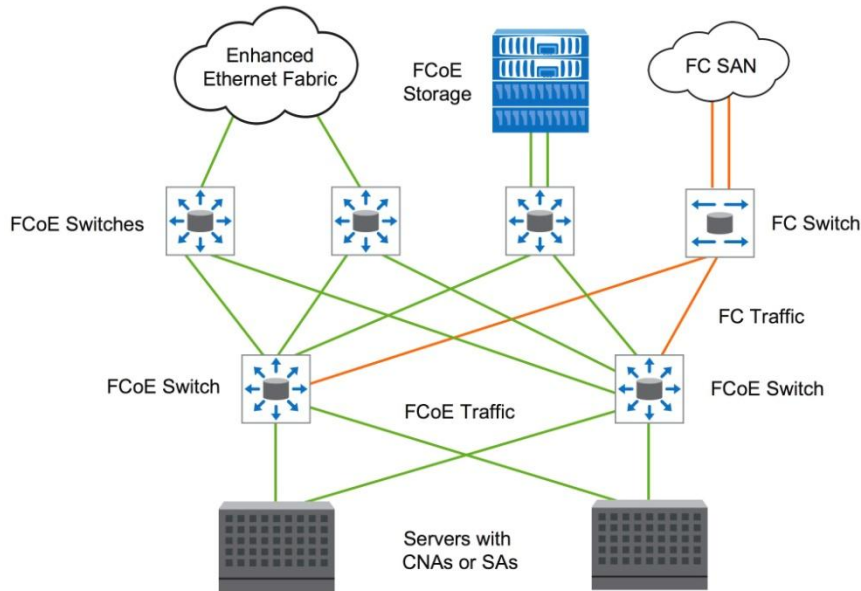 Enhanced
Ethernet Fabric
FCoE
Storage
FC SAN
FCoE Switches
FC Switch
FC Traffic
FCoE Switch
FCoE Switch
FCoE Traffic
Servers with
CNAs or SAs